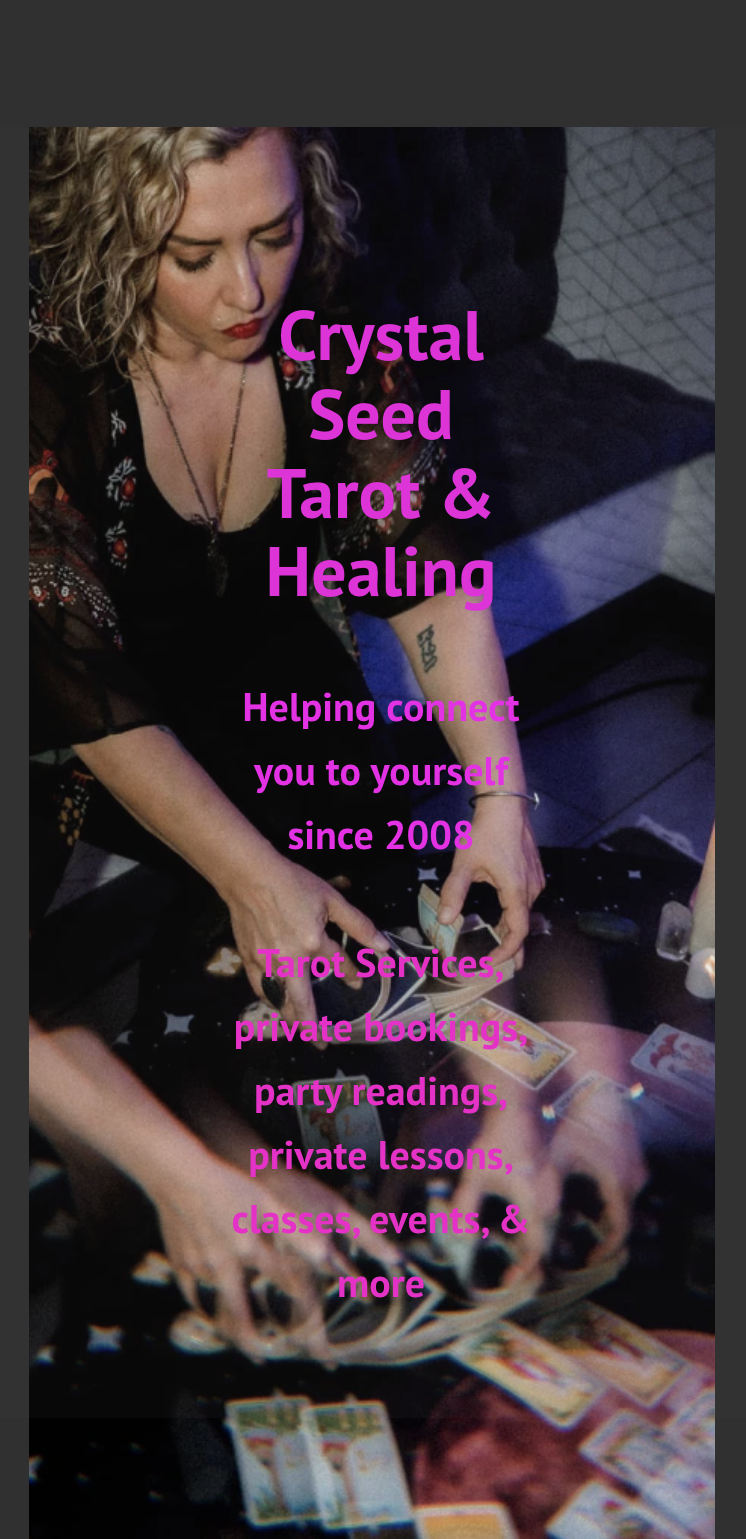 Crystal
Seed
Tarot &
Healing
Helping connect
you to yourself
since 2008
Tarot Services,
private bookings,
party readings,
private lessons,
classes, events, &
more